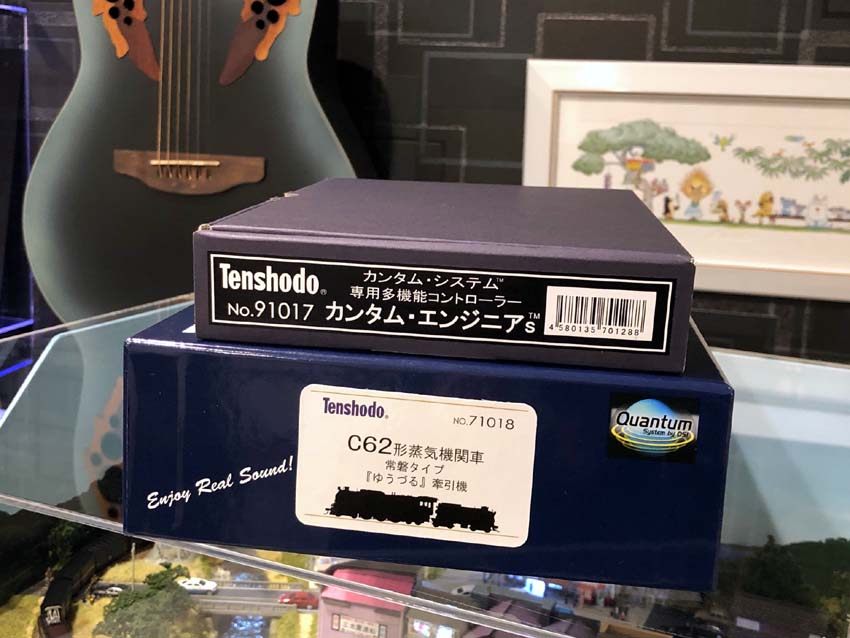 Tenshodo®
カンタム・システム™
専用多機能コントローラー
No.91017 カンタム・エンジニアS™
4 580135 701288
Tenshodo®
NO.71018
C62形蒸気機関車
常磐タイプ
『ゆうづる』牽引機
Enjoy Real Sound!
Quantum
System by QSI